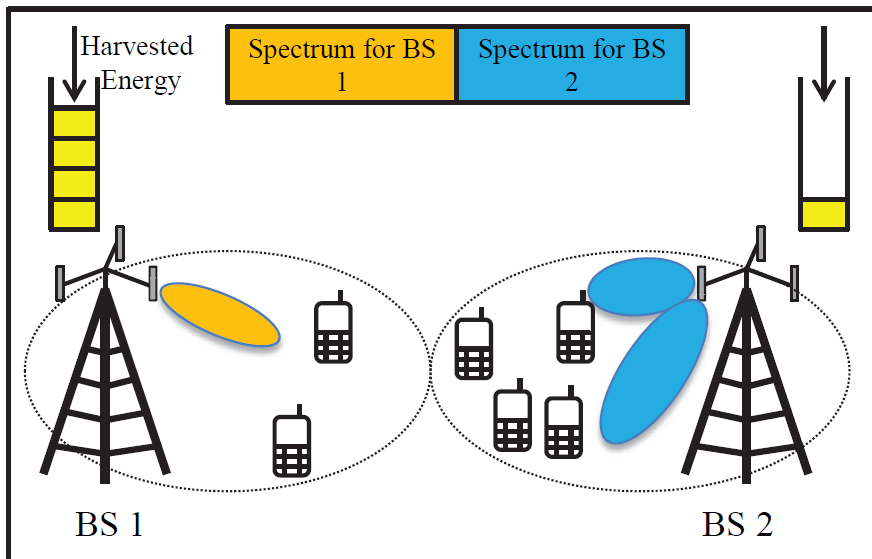 Harvested
Energy
Spectrum for BS
1
Spectrum for BS
2
BS 1
BS 2